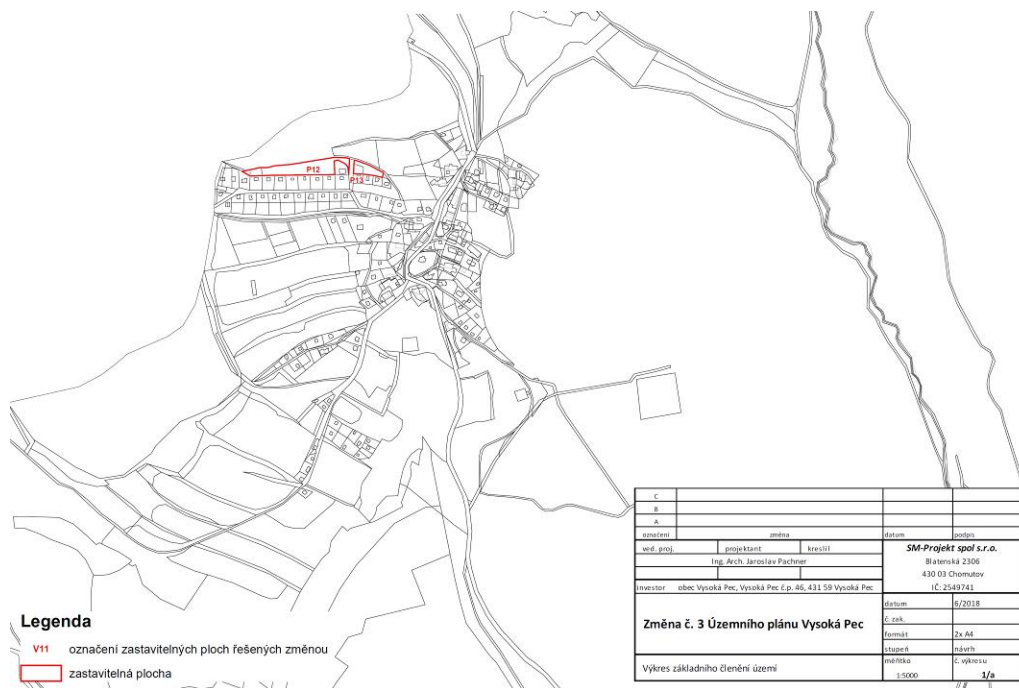 P12
P13
C
B
A
označení změna datum podpis
ved. proj. projektant kreslil
Ing. Arch. Jaroslav Pachner
SM-Projekt spol s.r.o.
Blatenská 2306
430 03 Chomutov
IČ: 2549741
investor obec Vysoká Pec, Vysoká Pec č.p. 46, 431 59 Vysoká Pec
Změna č. 3 Územního plánu Vysoká Pec
datum 6/2018
č. zak.
formát 2x A4
stupeň návrh
Výkres základního členění území
měřítko č. výkresu
1:5000 1/a
Legenda
V11 označení zastavitelných ploch řešených změnou
zastavitelná plocha